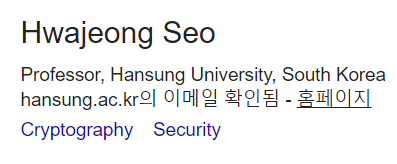 Hwajeong Seo
Professor, Hansung University, South Korea
hansung.ac.kr의 이메일 확인됨 - 홈페이지
Cryptography Security